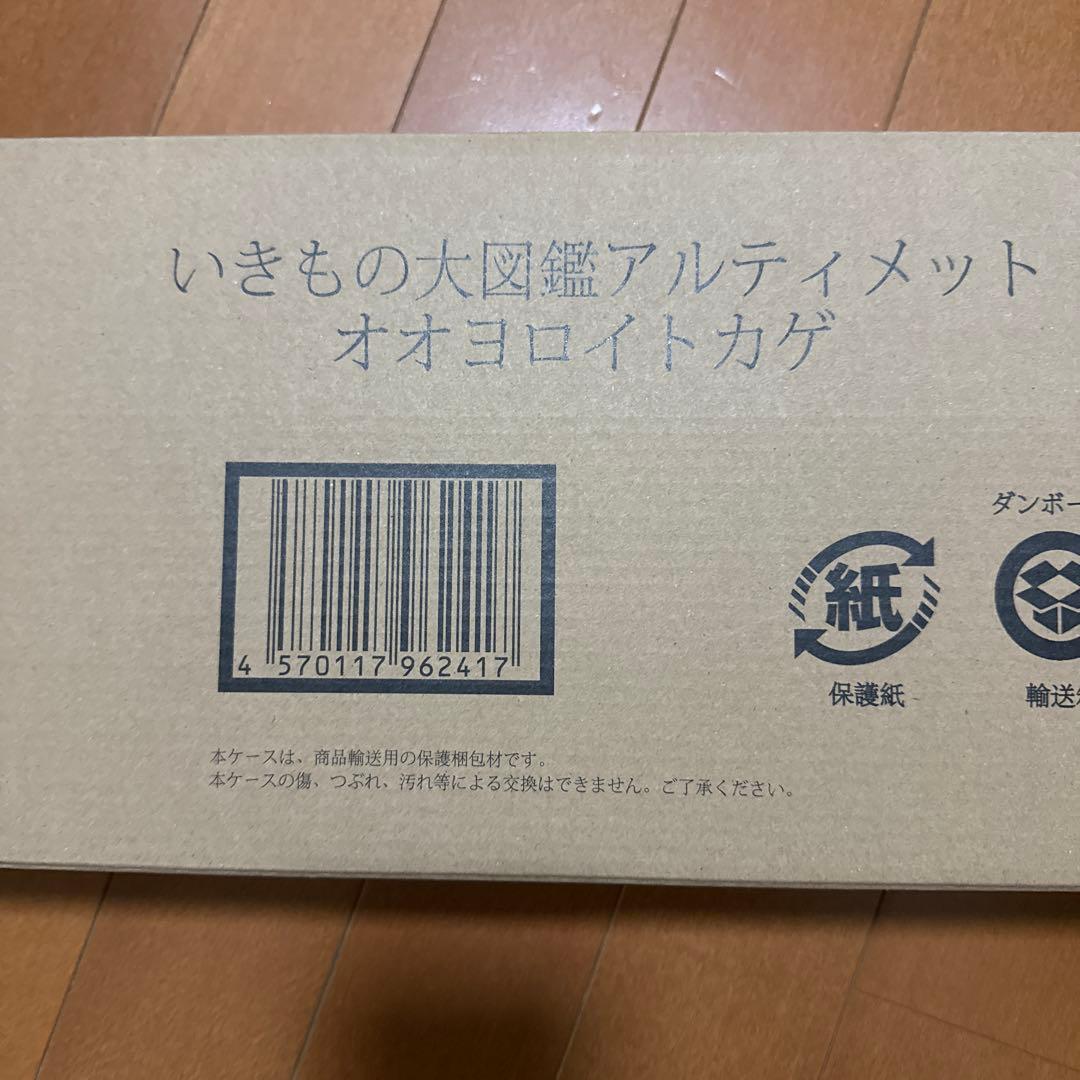 いきもの大図鑑アルティメット
オオヨロイトカゲ
4 570117 962417
ダンボー
紙
保護紙
輸送
本ケースは、商品輸送用の保護梱包材です。
本ケースの傷、つぶれ、汚れ等による交換はできません。ご了承ください。